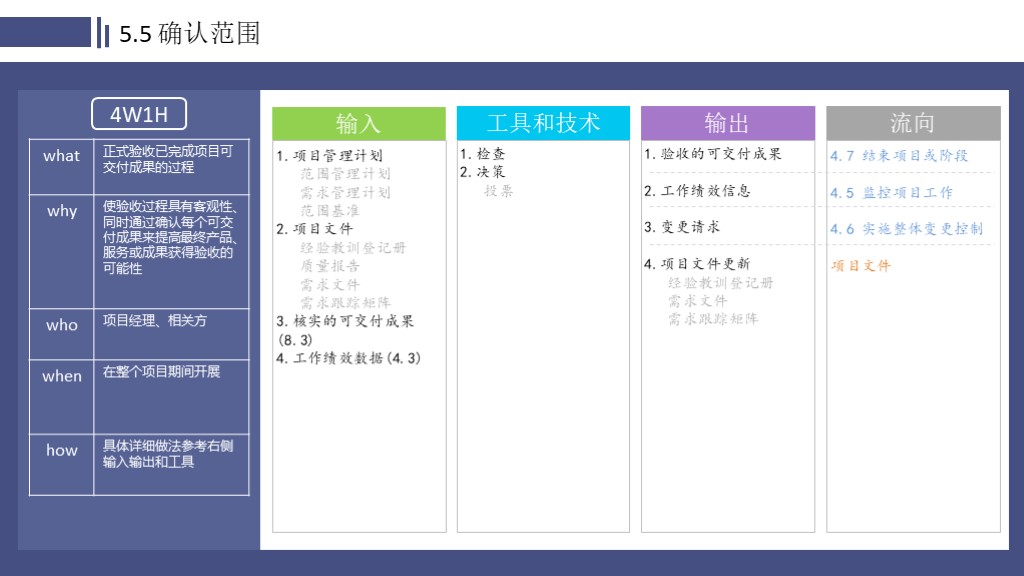 5.5 确认范围
4W1H
what
正式验收已完成项目可
交付成果的过程
why
使验收过程具有客观性、
同时通过确认每个可交
付成果来提高最终产品、
服务或成果获得验收的
可能性
who
项目经理、相关方
when
在整个项目期间开展
how
具体详细做法参考右侧
输入输出和工具
输入
1.项目管理计划
范围管理计划
需求管理计划
范围基准
2.项目文件
经验教训登记册
质量报告
需求文件
需求跟踪矩阵
3.核实的可交付成果
(8.3)
4.工作绩效数据(4.3)
工具和技术
1.检查
2.决策
投票
输出
1.验收的可交付成果
2.工作绩效信息
3.变更请求
4.项目文件更新
经验教训登记册
需求文件
需求跟踪矩阵
流向
4.7 结束项目或阶段
4.5 监控项目工作
4.6 实施整体变更控制
项目文件